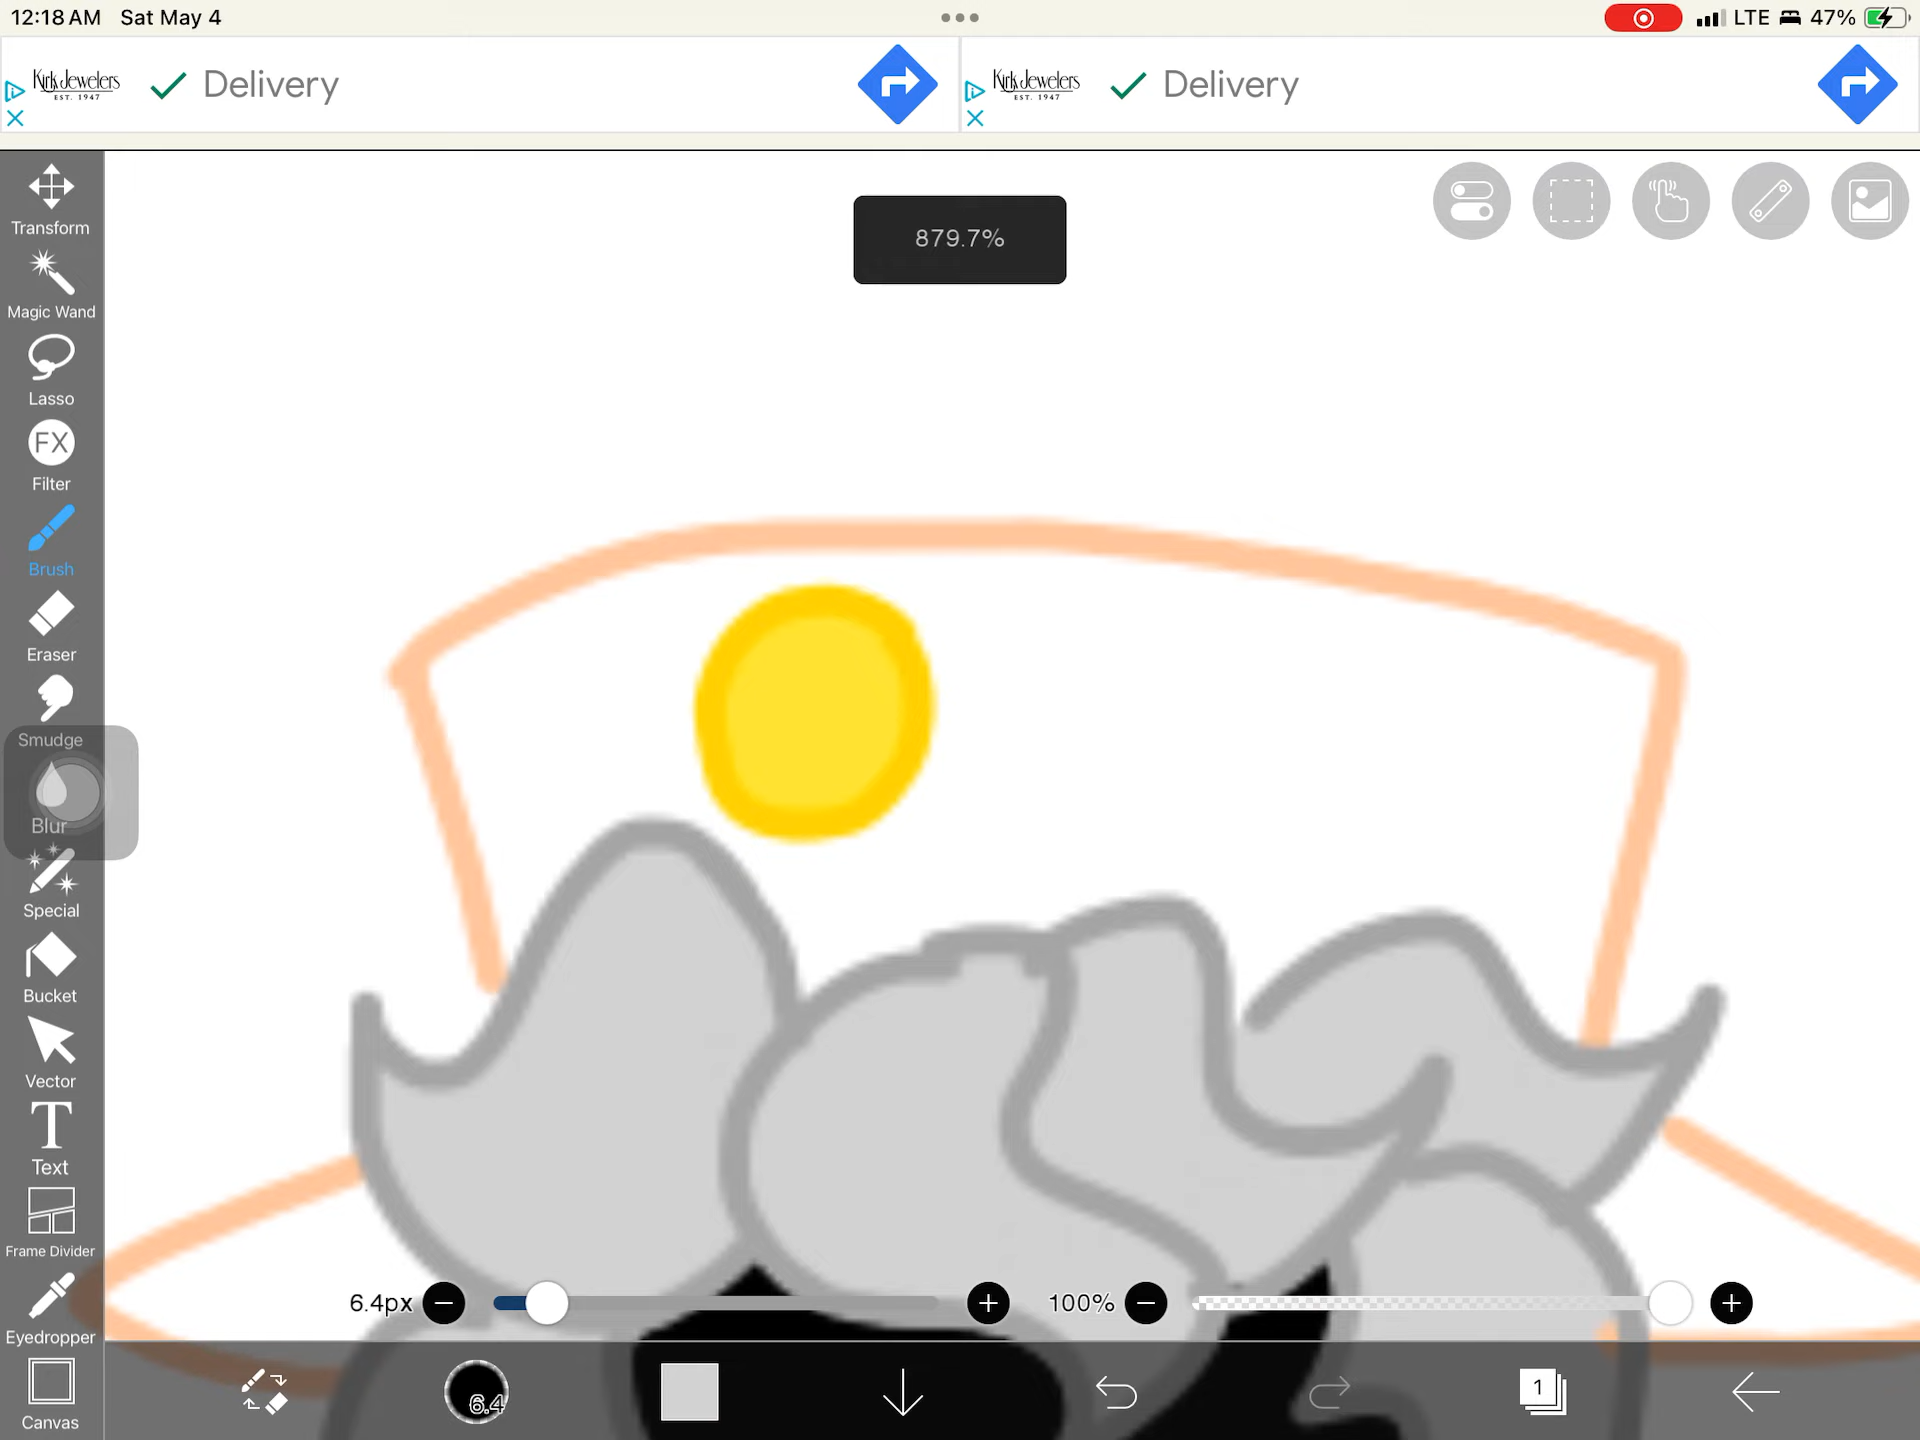 12:18 AM Sat May 4
LTE 47%
Kirk Jewelers
EST. 1947
Delivery
Kirk Jewelers
EST. 1947
Delivery
879.7%
Transform
Magic Wand
Lasso
FX
Filter
Brush
Eraser
Smudge
Blur
Special
Bucket
Vector
T
Text
Frame Divider
Eyedropper
Canvas
6.4px
100%
6.4
1